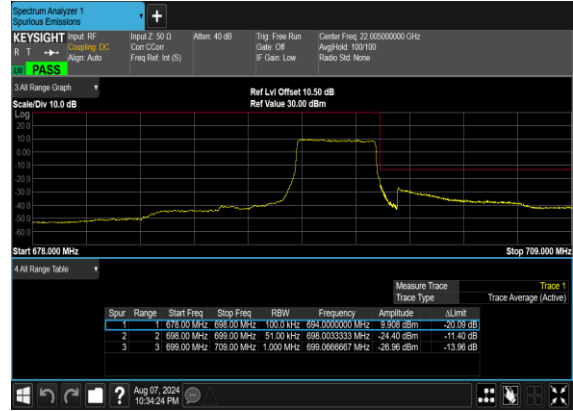 Spectrum Analyzer 1
Spurious Emissions
KEYSIGHT Input: RF Input Z: 50 Ω Atten: 40 dB Trig: Free Run Center Freq: 22.005000000 GHz
R T Coupling: DC Corr CCorr Gate: Off Avg|Hold: 100/100
Align: Auto Freq Ref: Int (S) IF Gain: Low Radio Std: None
PASS
3 All Range Graph
Ref Lvl Offset 10.50 dB
Scale/Div 10.0 dB Ref Value 30.00 dBm
Log
20.0
10.0
0.00
-10.0
-20.0
-30.0
-40.0
-50.0
-60.0
Start 678.000 MHz Stop 709.000 MHz
4 All Range Table
Measure Trace Trace 1
Trace Type Trace Average (Active)
Spur Range Start Freq Stop Freq RBW Frequency Amplitude ΔLimit
1 1 678.00 MHz 698.00 MHz 100.0 kHz 694.0000000 MHz 9.908 dBm -20.09 dB
2 2 698.00 MHz 699.00 MHz 51.00 kHz 698.0033333 MHz -24.40 dBm -11.40 dB
3 3 699.00 MHz 709.00 MHz 1.000 MHz 699.0666667 MHz -26.96 dBm -13.96 dB
Aug 07, 2024
10:34:24 PM